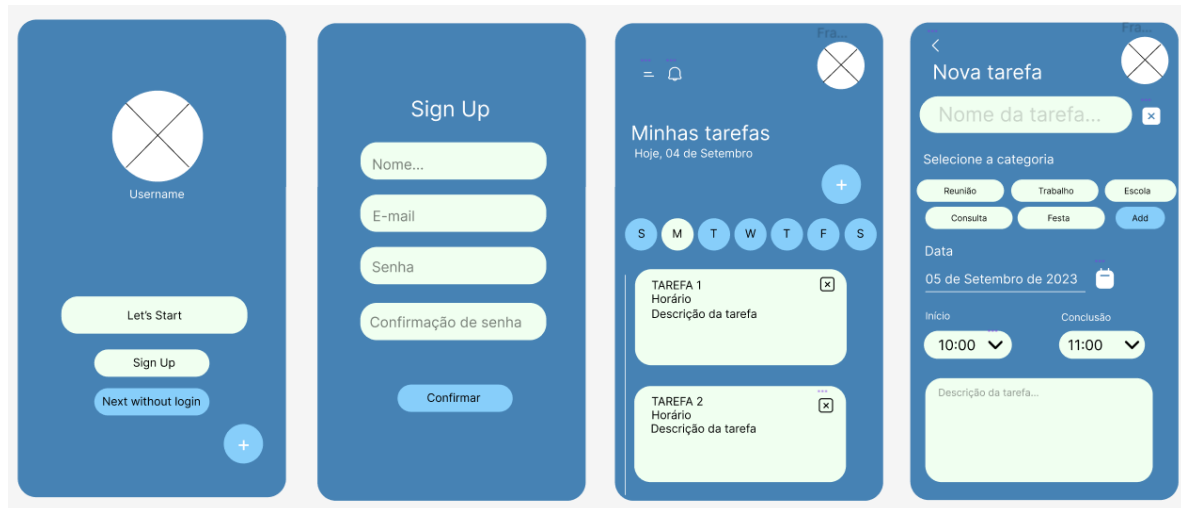 Username
Let's Start
Sign Up
Next without login
+
Sign Up
Nome...
E-mail
Senha
Confirmação de senha
Confirmar
Fra...
Minhas tarefas
Hoje, 04 de Setembro
+
S M T W T F S
TAREFA 1
Horário
Descrição da tarefa
TAREFA 2
Horário
Descrição da tarefa
Fra...
Nova tarefa
Nome da tarefa...
Selecione a categoria
Reunião Trabalho Escola
Consulta Festa Add
Data
05 de Setembro de 2023
Início Conclusão
10:00 11:00
Descrição da tarefa...